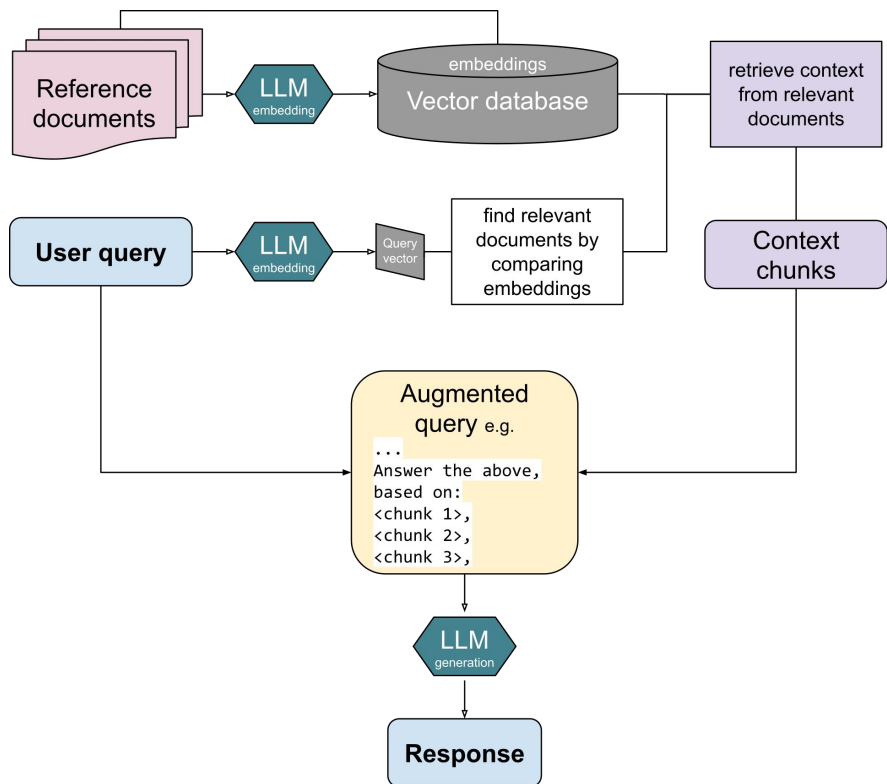 Reference
documents
LLM
embedding
embeddings
Vector database
retrieve context
from relevant
documents
User query
LLM
embedding
Query
vector
find relevant
documents by
comparing
embeddings
Context
chunks
Augmented
query e.g.
...
Answer the above,
based on:
<chunk 1>,
<chunk 2>,
<chunk 3>,
LLM
generation
Response